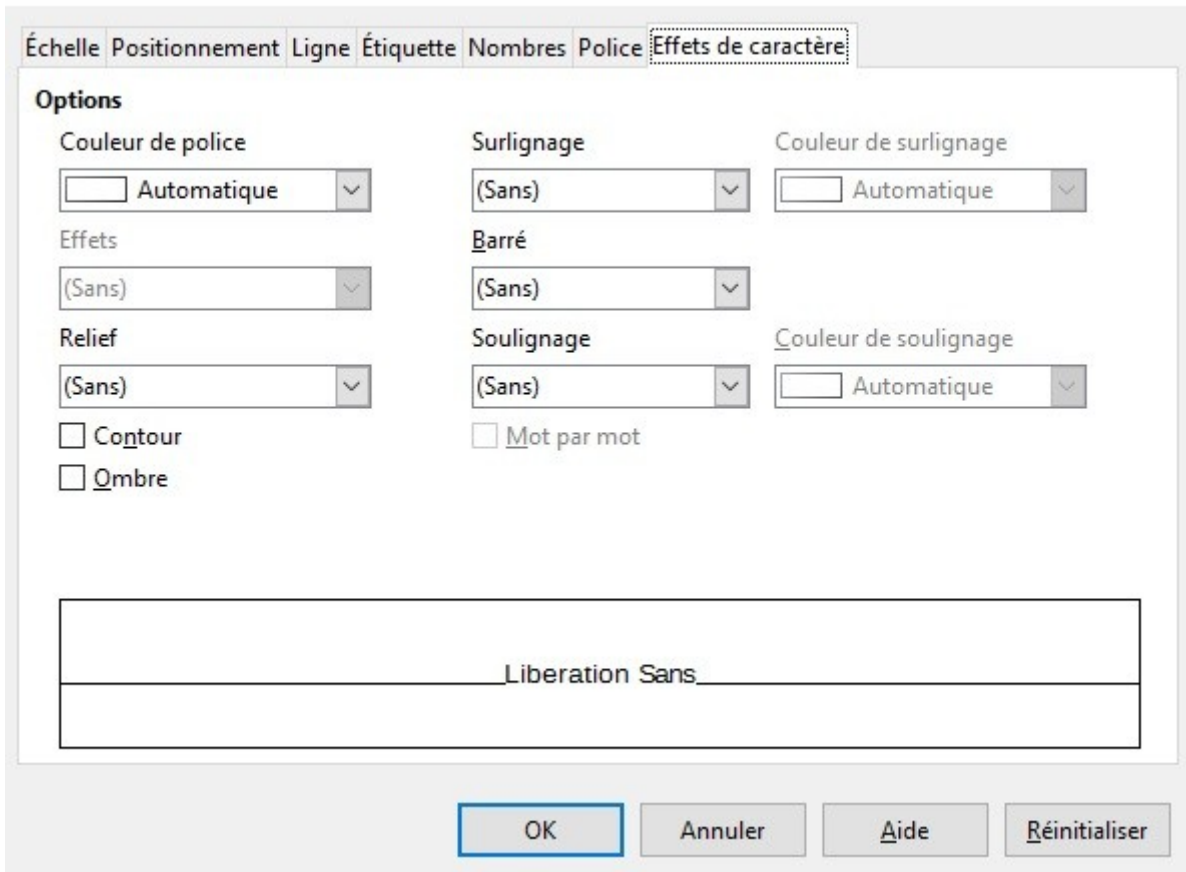 Échelle Positionnement Ligne Étiquette Nombres Police Effets de caractère
Options
Couleur de police Surlignage Couleur de surlignage
Automatique (Sans) Automatique
Effets Barré
(Sans) (Sans)
Relief Soulignage Couleur de soulignage
(Sans) (Sans) Automatique
Contour Mot par mot
Ombre
Liberation Sans
OK Annuler Aide Réinitialiser